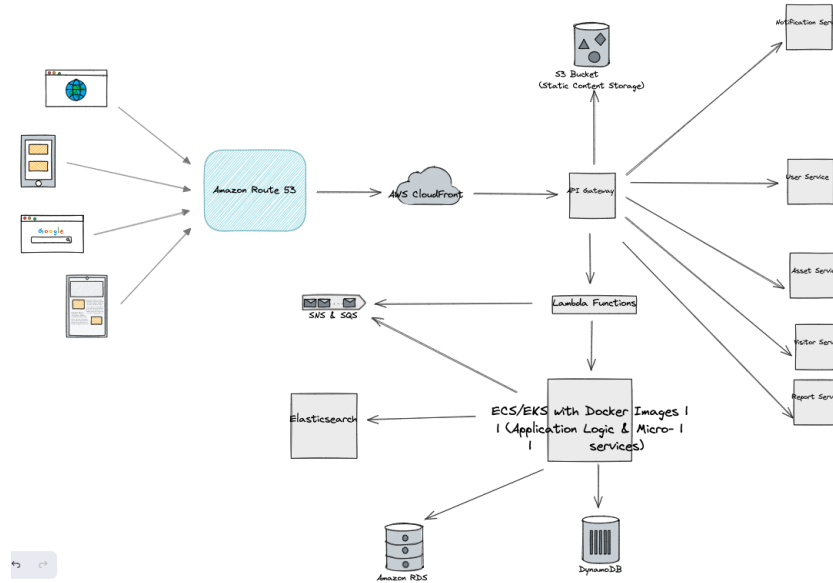 Notification Serv
S3 Bucket
(Static Content Storage)
Google
Amazon Route 53
AWS CloudFront
API Gateway
User Service
Asset Servi
Lambda Functions
SNS & SQS
Visitor Serv
Report Serv
Elasticsearch
ECS/EKS with Docker Images |
| (Application Logic & Micro- |
| services)
Amazon RDS
DynamoDB